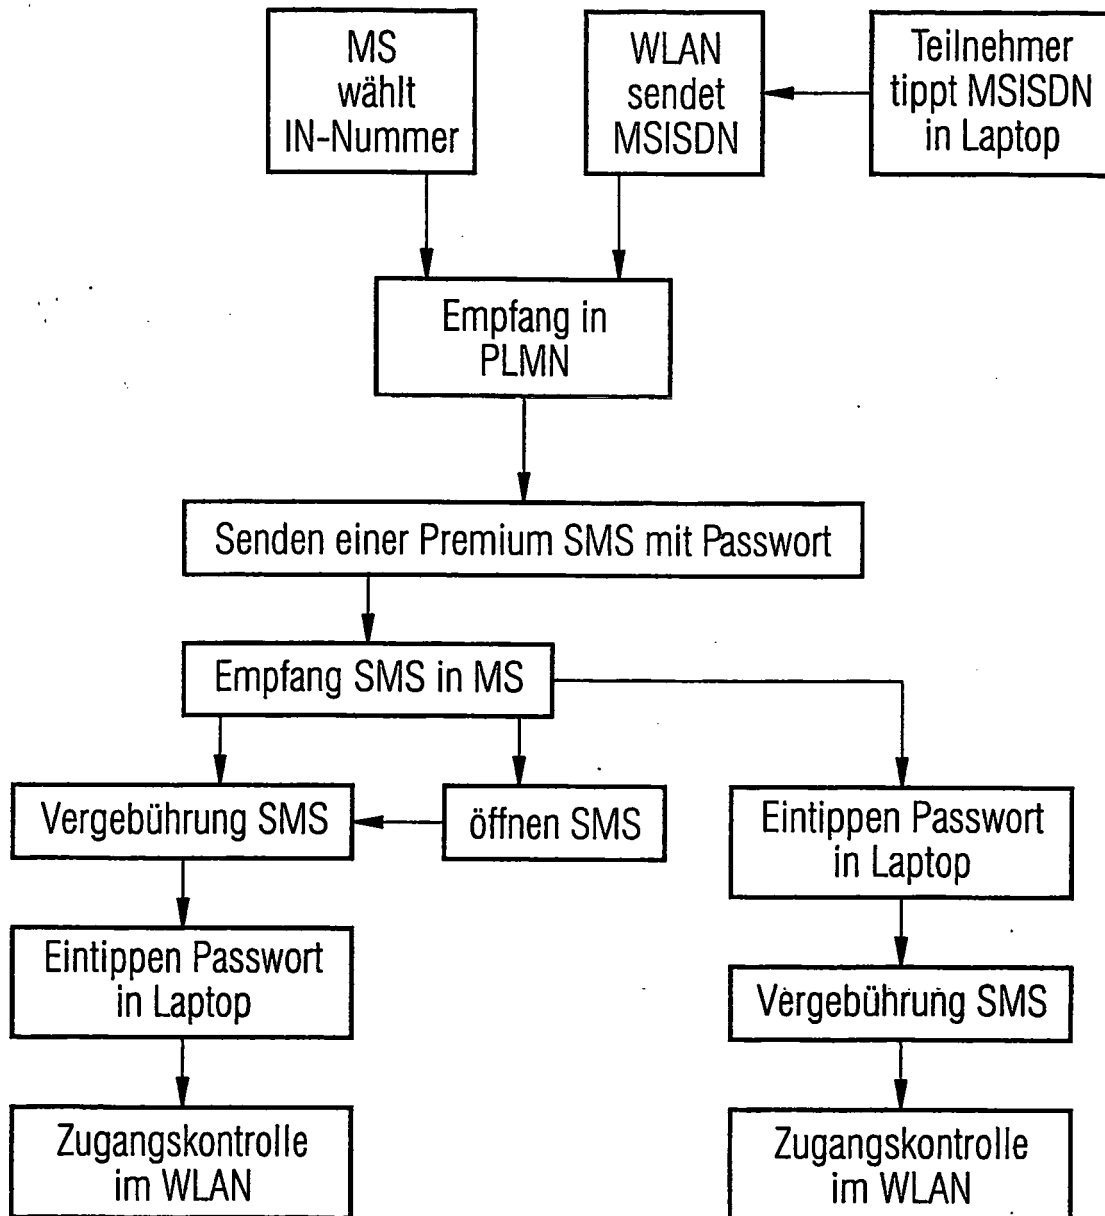 MS
wählt
IN-Nummer
WLAN
sendet
MSISDN
Teilnehmer
tippt MSISDN
in Laptop
Empfang in
PLMN
Senden einer Premium SMS mit Passwort
Empfang SMS in MS
Vergebührung SMS
öffnen SMS
Eintippen Passwort
in Laptop
Eintippen Passwort
in Laptop
Vergebührung SMS
Zugangskontrolle
im WLAN
Zugangskontrolle
im WLAN